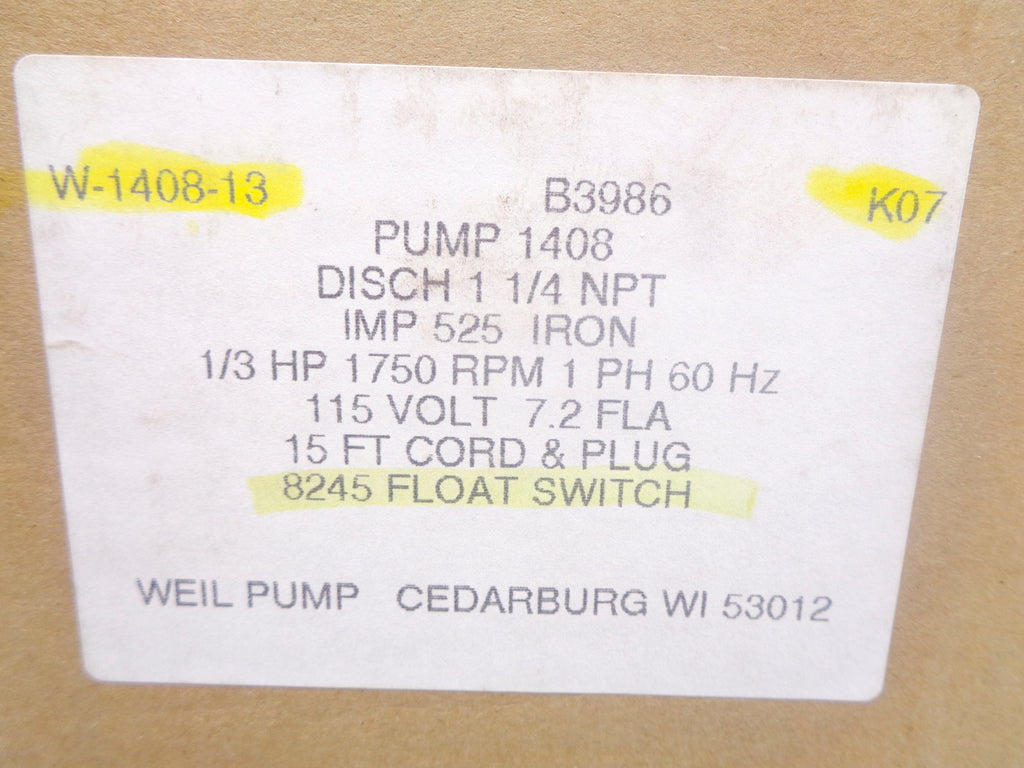 W-1408-13 B3986 K07
PUMP 1408
DISCH 1 1/4 NPT
IMP 525 IRON
1/3 HP 1750 RPM 1 PH 60 Hz
115 VOLT 7.2 FLA
15 FT CORD & PLUG
8245 FLOAT SWITCH
WEIL PUMP CEDARBURG WI 53012